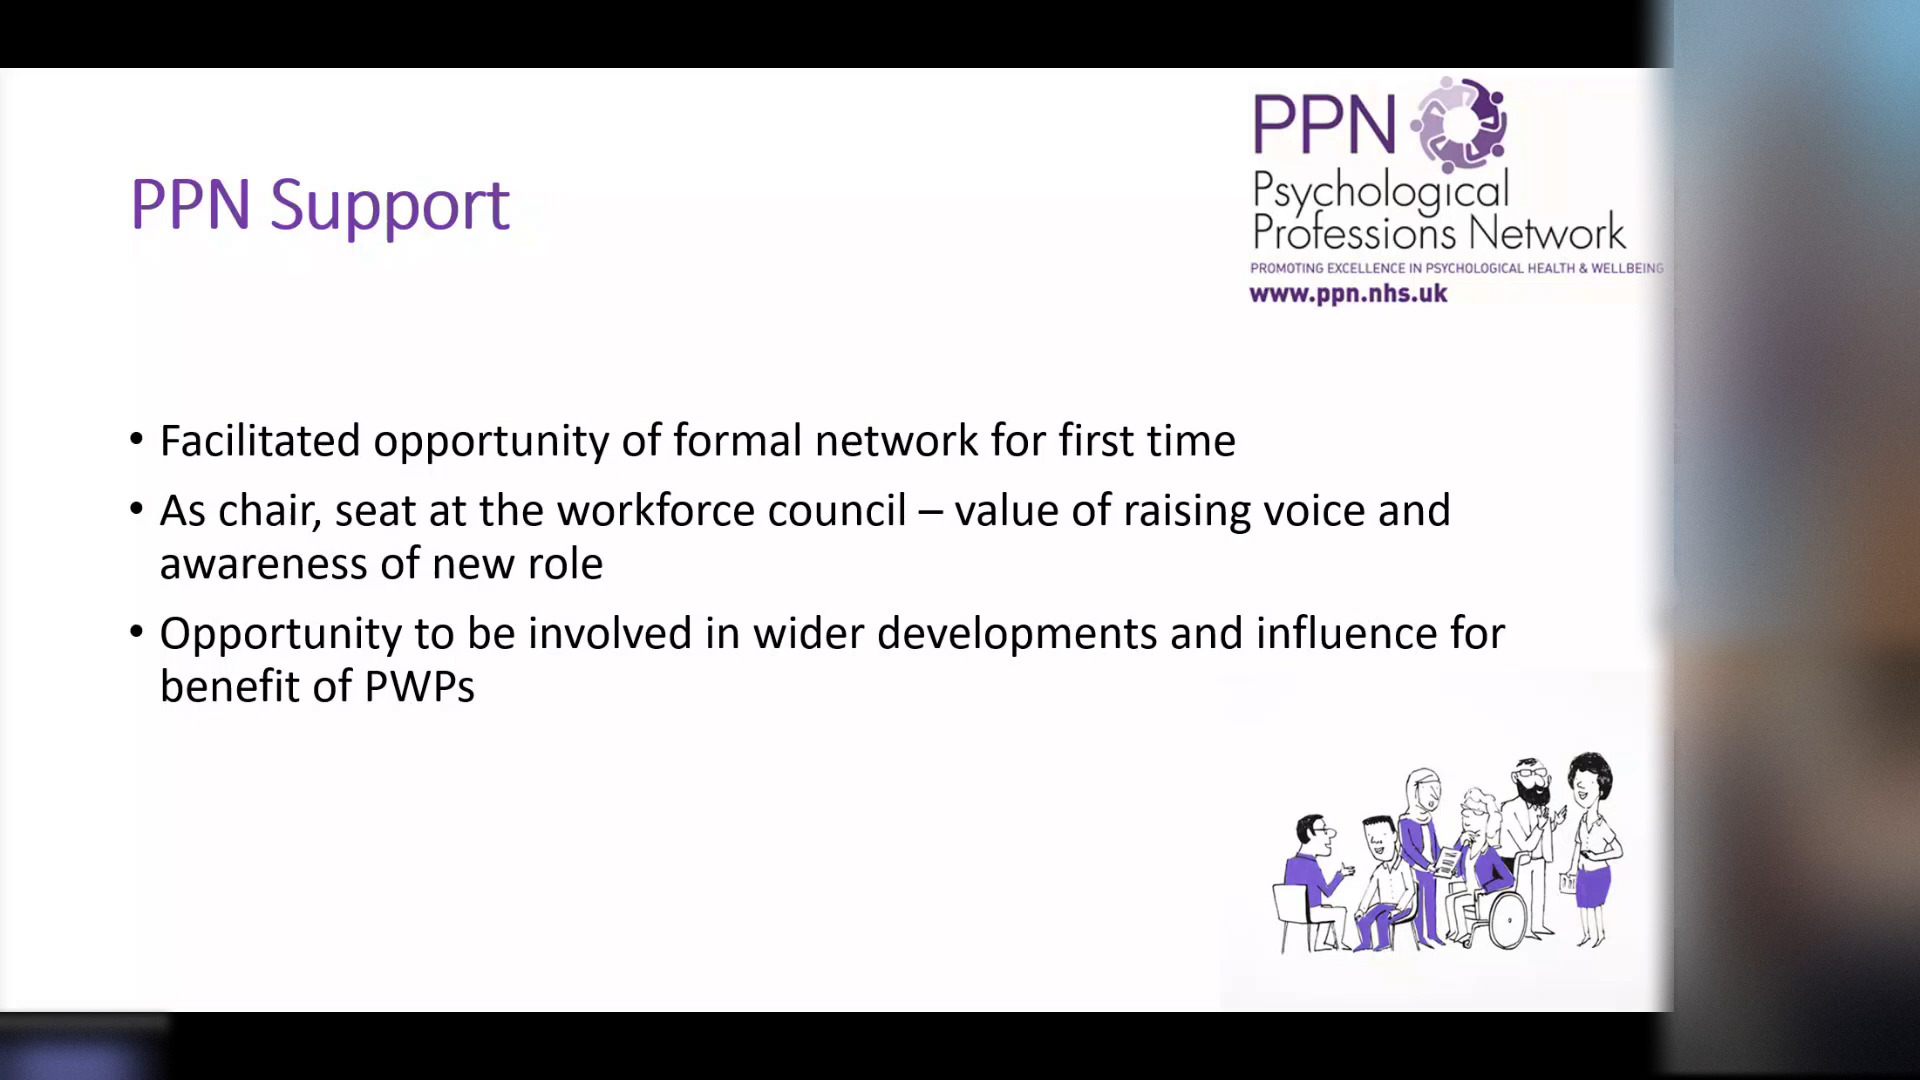 PPN
Psychological
Professions Network
PROMOTING EXCELLENCE IN PSYCHOLOGICAL HEALTH & WELLBEING
www.ppn.nhs.uk
PPN Support
• Facilitated opportunity of formal network for first time
• As chair, seat at the workforce council – value of raising voice and
awareness of new role
• Opportunity to be involved in wider developments and influence for
benefit of PWPs